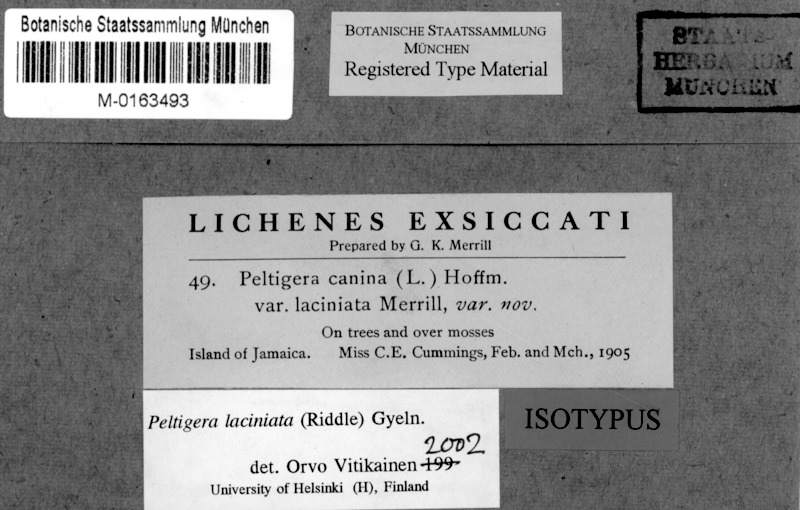 Botanische Staatssammlung München
M-0163493
BOTANISCHE STAATSSAMMLUNG
MÜNCHEN
Registered Type Material
STAATS-
HERBARIUM
MÜNCHEN
LICHENES EXSICCATI
Prepared by G. K. Merrill
49. Peltigera canina (L.) Hoffm.
var. laciniata Merrill, var. nov.
On trees and over mosses
Island of Jamaica. Miss C.E. Cummings, Feb. and Mch., 1905
Peltigera laciniata (Riddle) Gyeln.
2002
det. Orvo Vitikainen 199-
University of Helsinki (H), Finland
ISOTYPUS